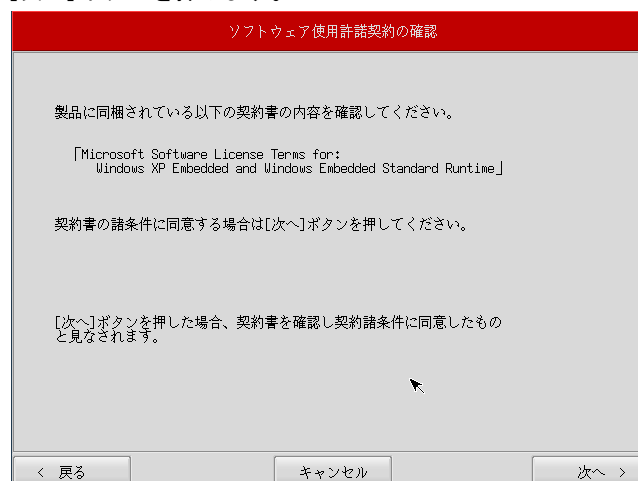 ソフトウェア使用許諾契約の確認
製品に同梱されている以下の契約書の内容を確認してください。
「Microsoft Software License Terms for:
Windows XP Embedded and Windows Embedded Standard Runtime」
契約書の諸条件に同意する場合は[次へ]ボタンを押してください。
[次へ]ボタンを押した場合、契約書を確認し契約諸条件に同意したもの
と見なされます。
< 戻る
キャンセル
次へ >